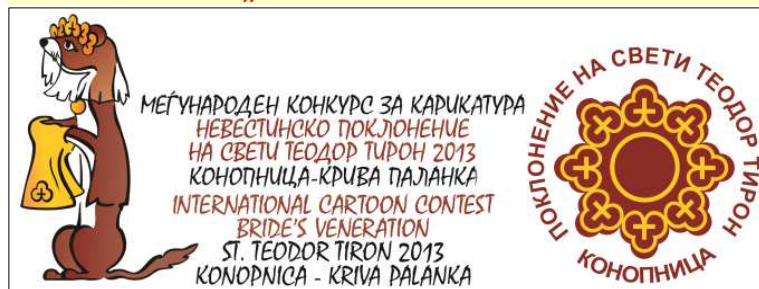 МЕЃУНАРОДЕН КОНКУРС ЗА КАРИКАТУРА
НЕВЕСТИНСКО ПОКЛОНЕНИЕ
НА СВЕТИ ТЕОДОР ТИРОН 2013
КОНОПНИЦА-КРИВА ПАЛАНКА
INTERNATIONAL CARTOON CONTEST
BRIDE'S VENERATION
ST. TEODOR TIRON 2013
KONOPNICA - KRIVA PALANKA
ПОКЛОНЕНИЕ НА СВЕТИ ТЕОДОР ТИРОН
КОНОПНИЦА